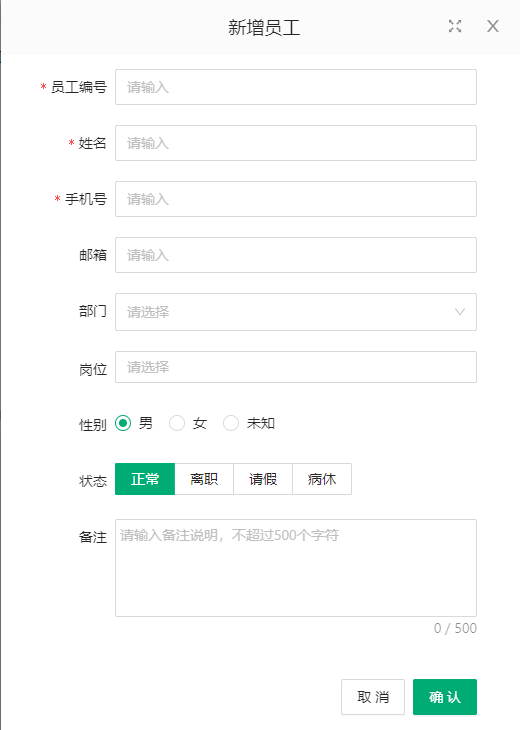 新增员工
* 员工编号 请输入
* 姓名 请输入
* 手机号 请输入
邮箱 请输入
部门 请选择
岗位 请选择
性别 男 女 未知
状态 正常 离职 请假 病休
备注 请输入备注说明，不超过500个字符
0 / 500
取 消 确 认